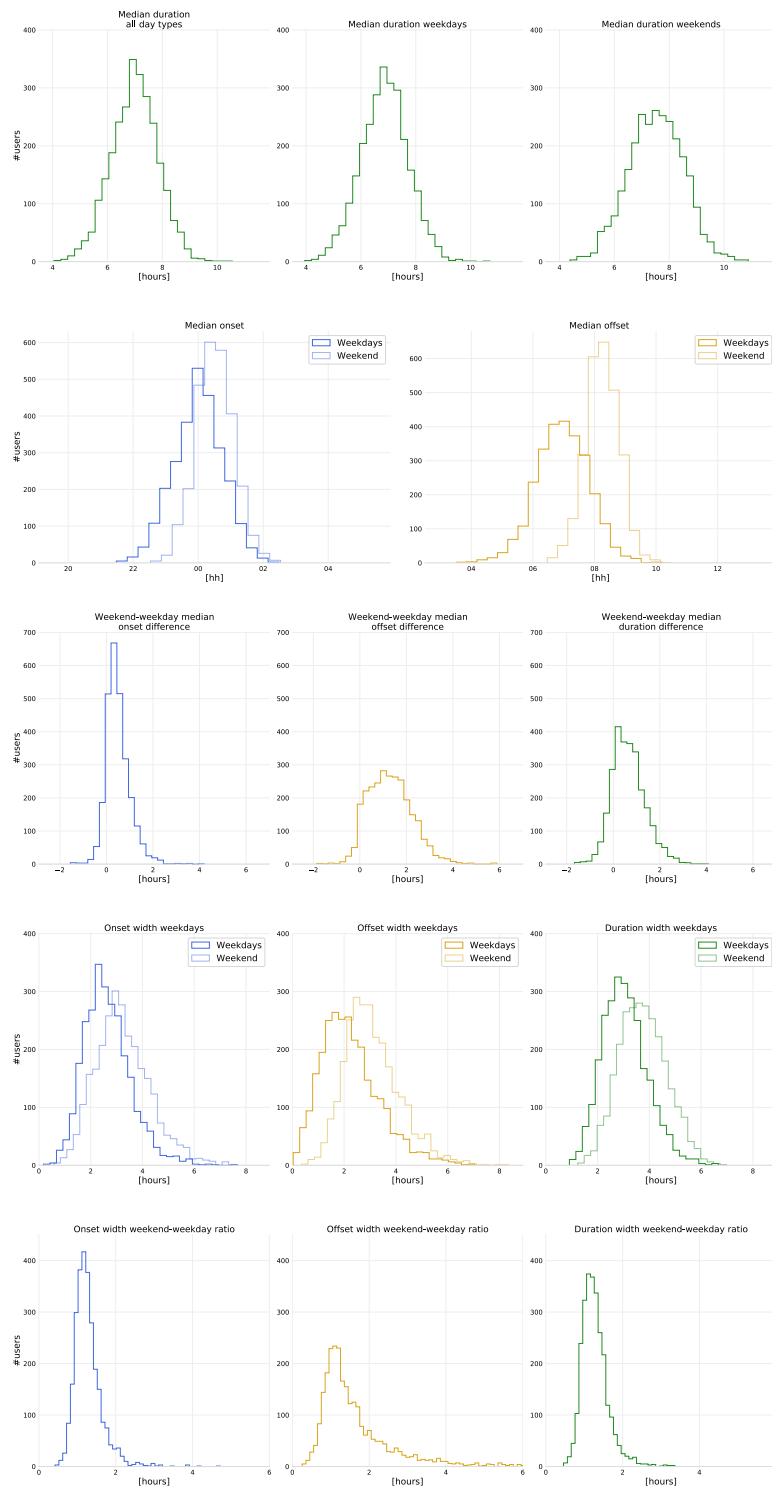 Median duration
all day types
Median duration weekdays
Median duration weekends
400
300
200
100
0
#users
4 6 8 10
[hours]
400
300
200
100
0
4 6 8 10
[hours]
400
300
200
100
0
4 6 8 10
[hours]
Median onset
Median offset
600
500
400
300
200
100
0
#users
Weekdays
Weekend
20 22 00 02 04
[hh]
600
500
400
300
200
100
0
Weekdays
Weekend
04 06 08 10 12
[hh]
Weekend-weekday median
onset difference
Weekend-weekday median
offset difference
Weekend-weekday median
duration difference
700
600
500
400
300
200
100
0
#users
−2 0 2 4 6
[hours]
700
600
500
400
300
200
100
0
−2 0 2 4 6
[hours]
700
600
500
400
300
200
100
0
−2 0 2 4 6
[hours]
Onset width weekdays
Offset width weekdays
Duration width weekdays
400
300
200
100
0
#users
Weekdays
Weekend
0 2 4 6 8
[hours]
400
300
200
100
0
Weekdays
Weekend
0 2 4 6 8
[hours]
400
300
200
100
0
Weekdays
Weekend
0 2 4 6 8
[hours]
Onset width weekend-weekday ratio
Offset width weekend-weekday ratio
Duration width weekend-weekday ratio
400
300
200
100
0
#users
0 2 4 6
[hours]
400
300
200
100
0
0 2 4 6
[hours]
400
300
200
100
0
0 2 4
[hours]